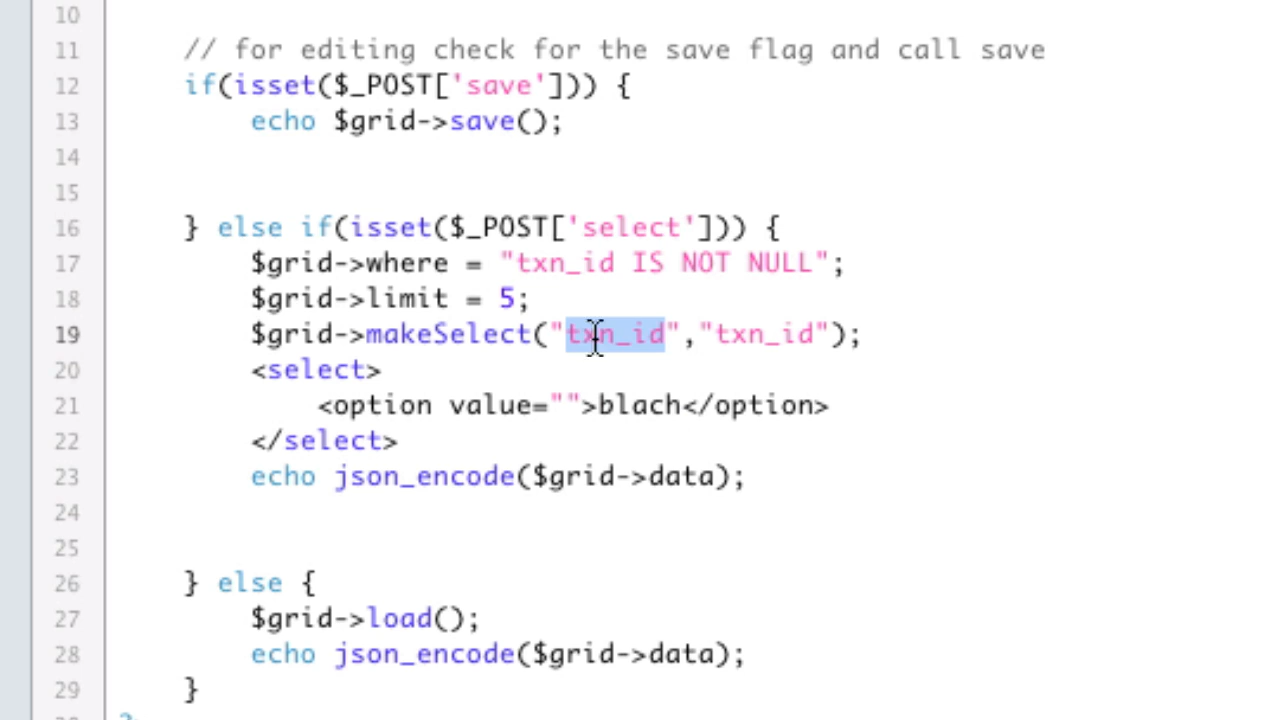 10
11 // for editing check for the save flag and call save
12 if(isset($_POST['save'])) {
13 echo $grid->save();
14
15
16 } else if(isset($_POST['select'])) {
17 $grid->where = "txn_id IS NOT NULL";
18 $grid->limit = 5;
19 $grid->makeSelect("txn_id","txn_id");
20 <select>
21 <option value="">blach</option>
22 </select>
23 echo json_encode($grid->data);
24
25
26 } else {
27 $grid->load();
28 echo json_encode($grid->data);
29 }